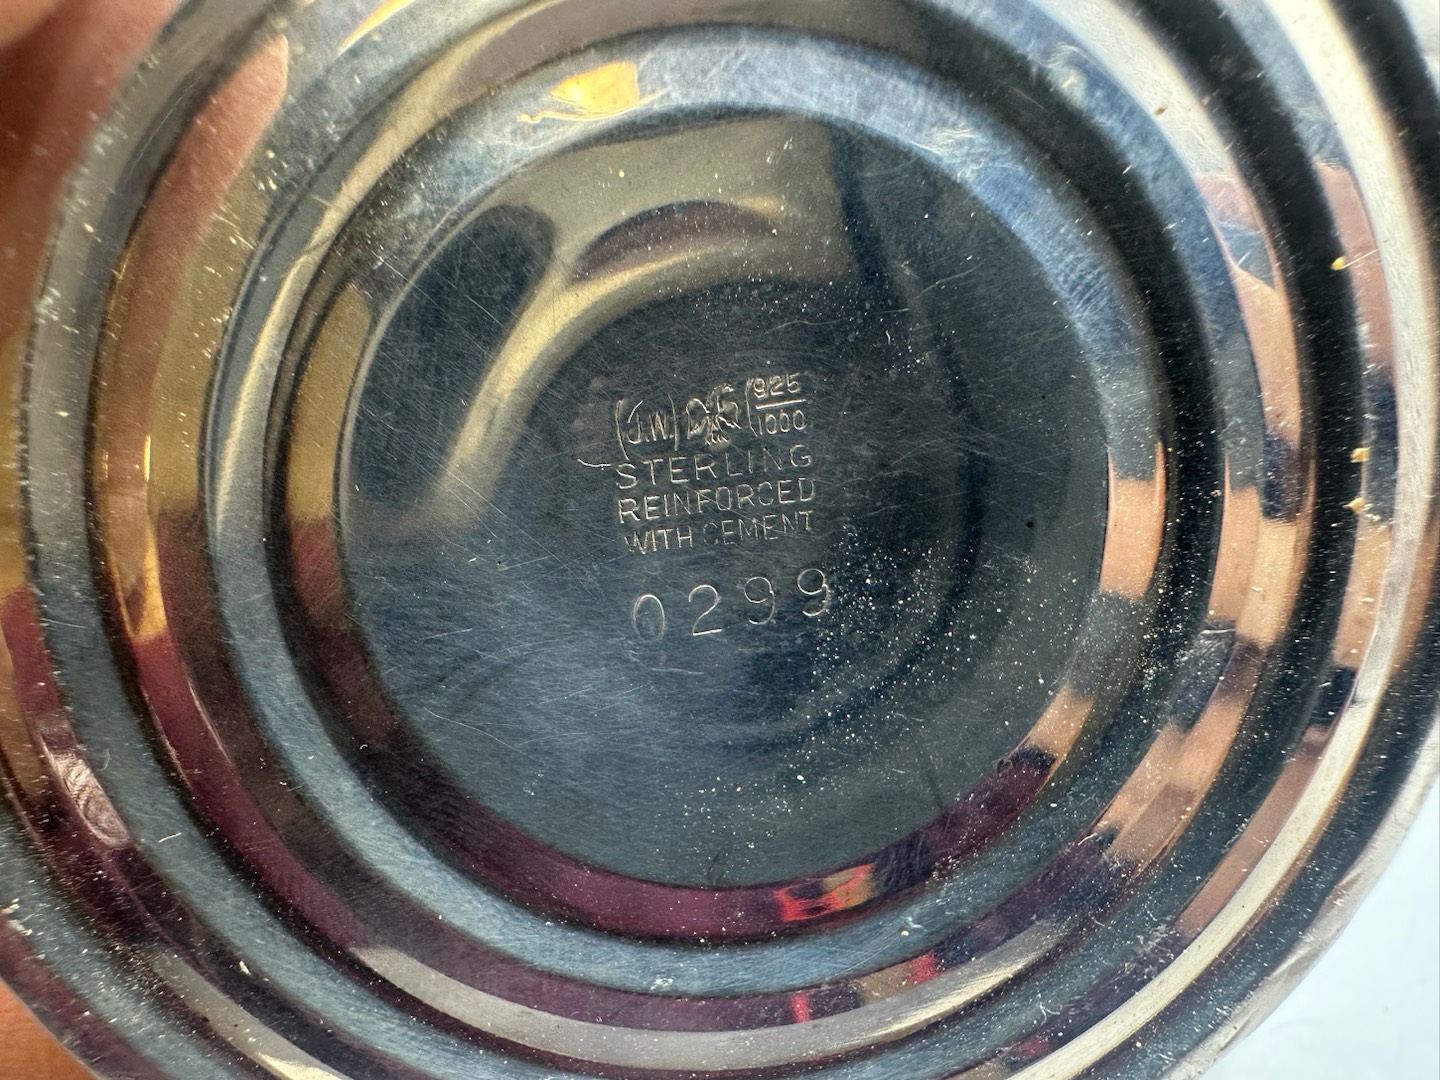 J.W. 925/1000
STERLING
REINFORCED
WITH CEMENT
0299